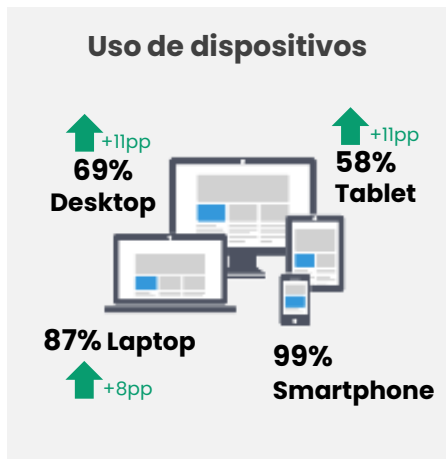 Uso de dispositivos
+11pp
69%
Desktop
+11pp
58%
Tablet
87% Laptop
+8pp
99%
Smartphone